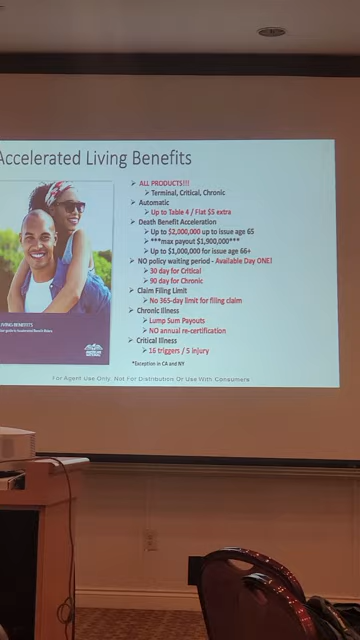 Accelerated Living Benefits
ALL PRODUCTS!!!
Terminal, Critical, Chronic
Automatic
Up to Table 4 / Flat $5 extra
Death Benefit Acceleration
Up to $2,000,000 up to issue age 65
***max payout $1,900,000***
Up to $1,000,000 for issue age 66+
NO policy waiting period - Available Day ONE!
30 day for Critical
90 day for Chronic
Claim Filing Limit
No 365-day limit for filing claim
Chronic Illness
Lump Sum Payouts
NO annual re-certification
Critical Illness
16 triggers / 5 injury
*Exception in CA and NY
LIVING BENEFITS
For Agent Use Only. Not For Distribution Or Use With Consumers